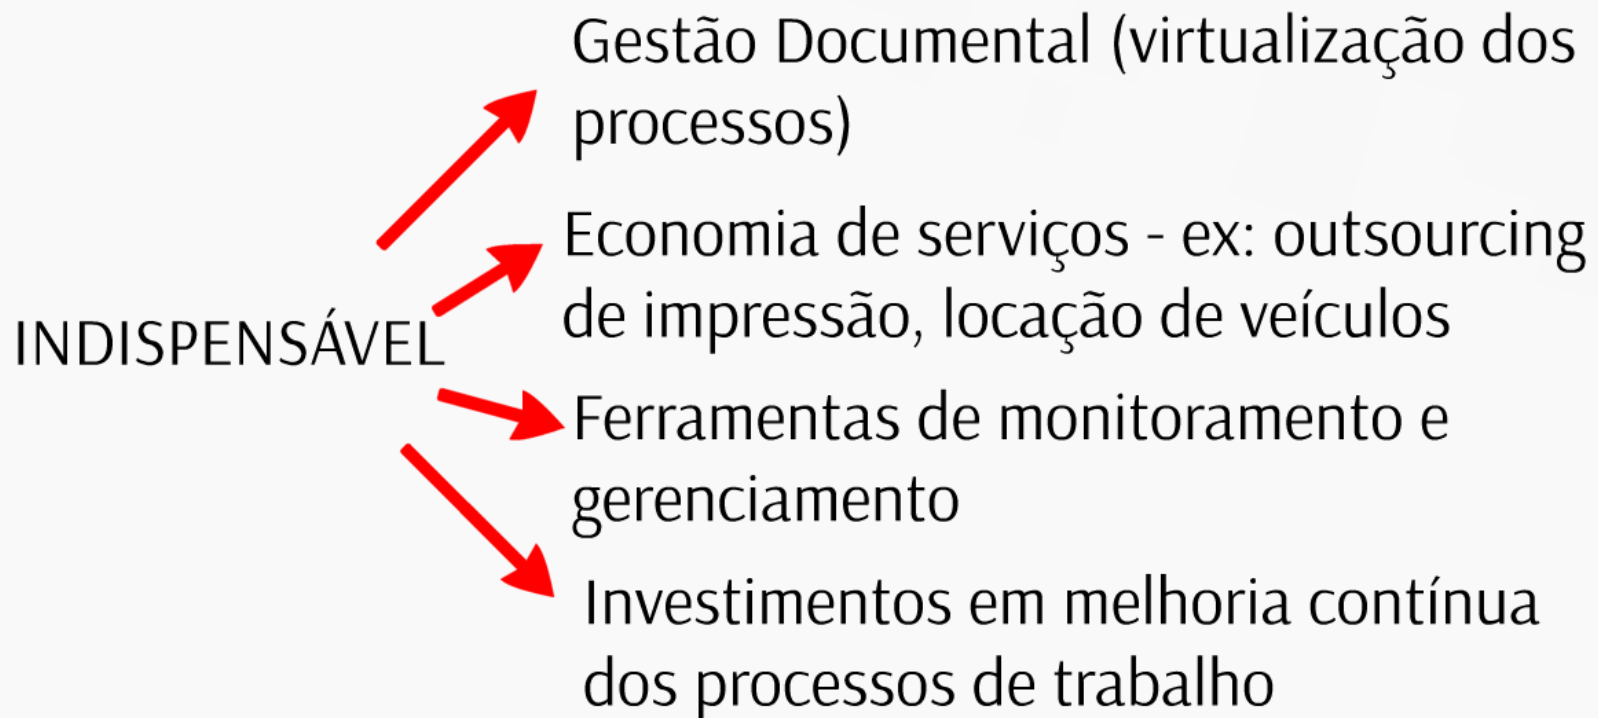 Gestão Documental (virtualização dos
processos)
Economia de serviços - ex: outsourcing
de impressão, locação de veículos
INDISPENSÁVEL
Ferramentas de monitoramento e
gerenciamento
Investimentos em melhoria contínua
dos processos de trabalho